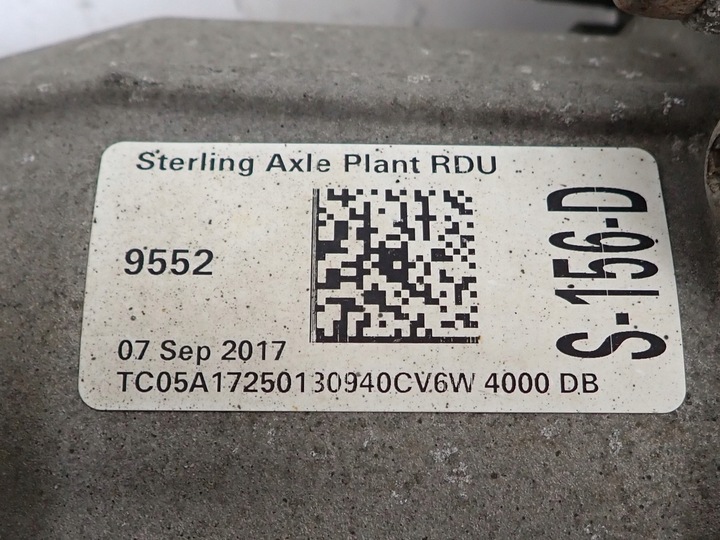 Sterling Axle Plant RDU
9552
07 Sep 2017
TC05A17250130940CV6W 4000 DB
S-156-D